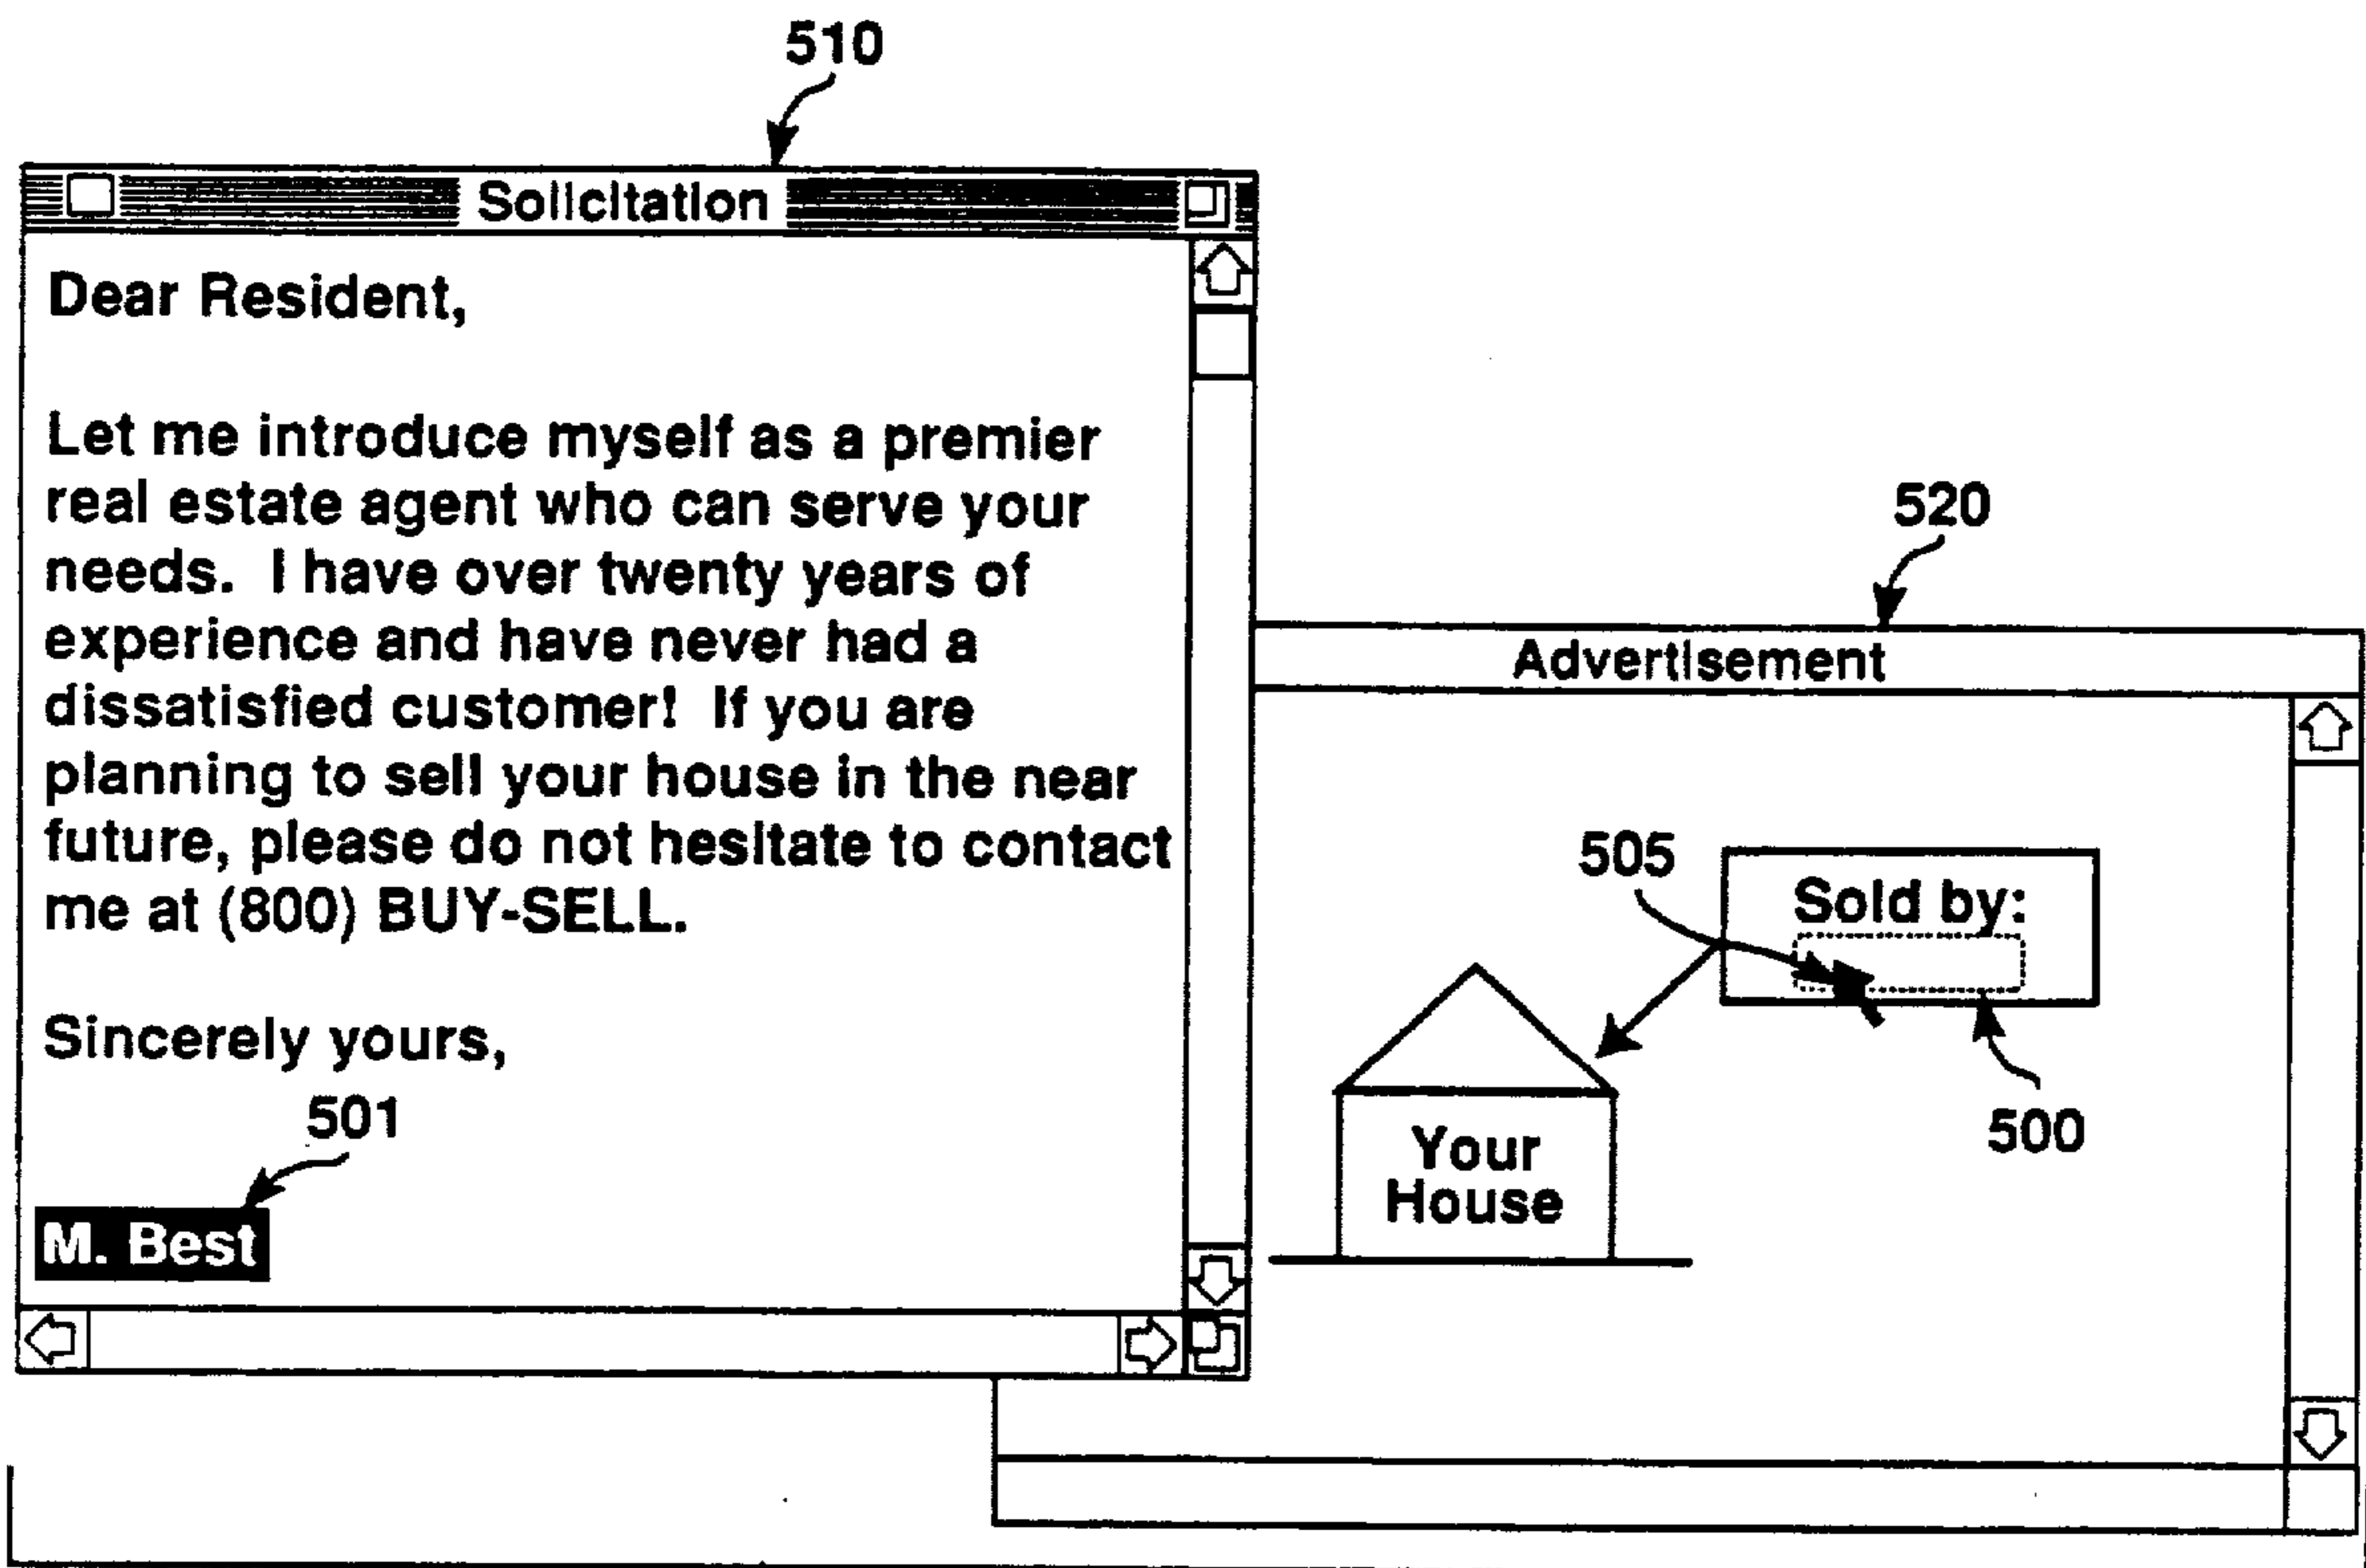 510
Solicitation
Dear Resident,
Let me introduce myself as a premier
real estate agent who can serve your
needs.  I have over twenty years of
experience and have never had a
dissatisfied customer!  If you are
planning to sell your house in the near
future, please do not hesitate to contact
me at (800) BUY-SELL.
Sincerely yours,
501
M. Best
520
Advertisement
505
Sold by:
500
Your
House